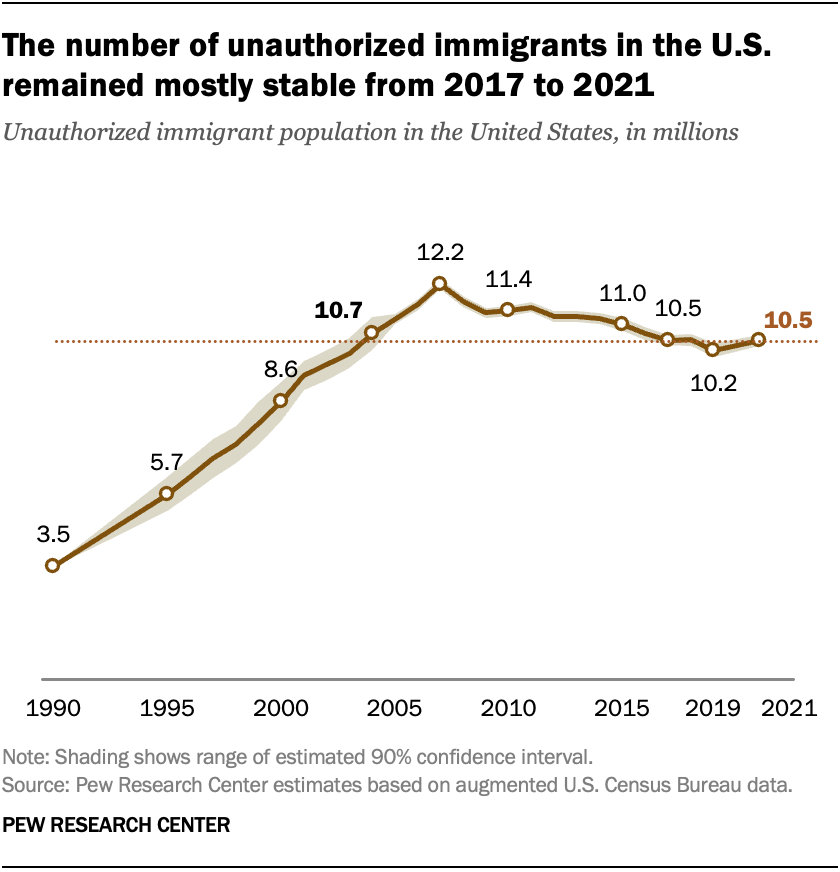 The number of unauthorized immigrants in the U.S.
remained mostly stable from 2017 to 2021
Unauthorized immigrant population in the United States, in millions
12.2
11.4
11.0
10.5
10.7
10.5
8.6
10.2
5.7
3.5
1990 1995 2000 2005 2010 2015 2019 2021
Note: Shading shows range of estimated 90% confidence interval.
Source: Pew Research Center estimates based on augmented U.S. Census Bureau data.
PEW RESEARCH CENTER